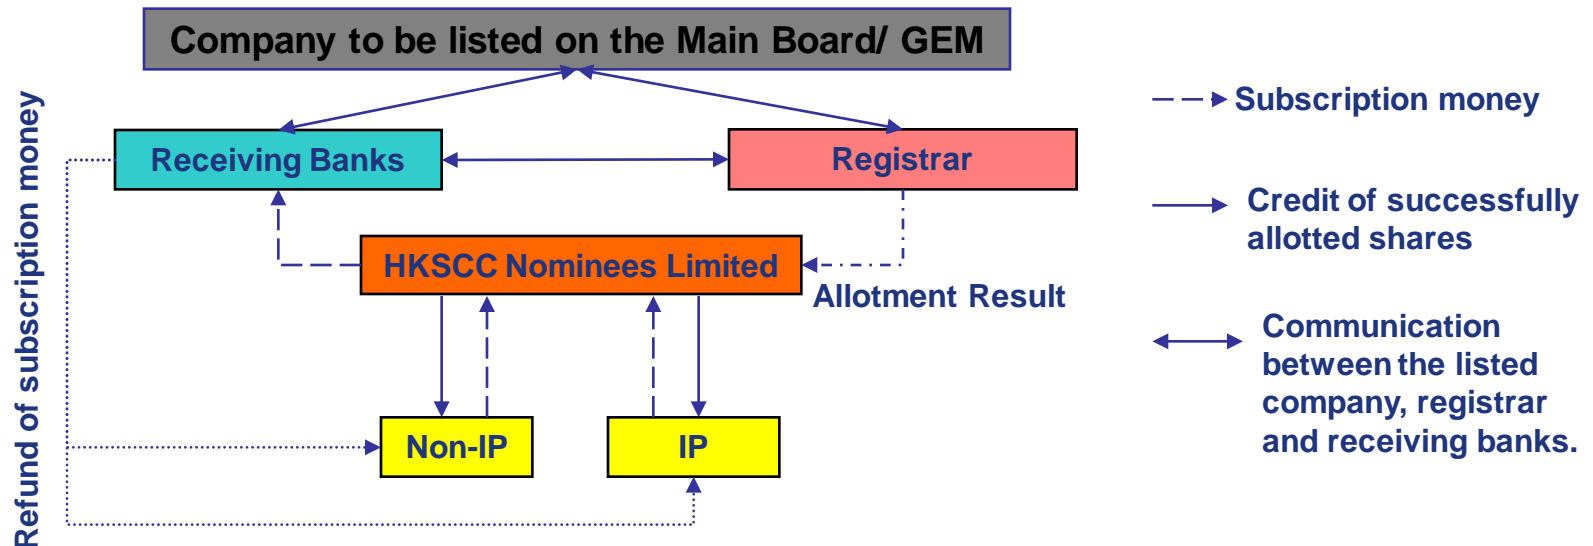 Company to be listed on the Main Board/ GEM
Refund of subscription money
Receiving Banks
Registrar
HKSCC Nominees Limited
Allotment Result
Non-IP
IP
Subscription money
Credit of successfully
allotted shares
Communication
between the listed
company, registrar
and receiving banks.